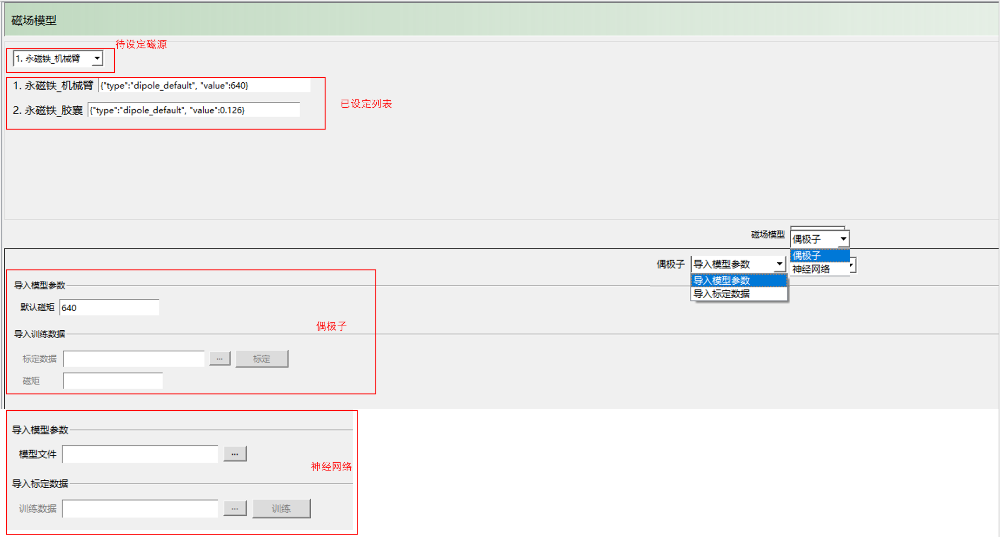 磁场模型
待设定磁源
1. 永磁铁_机械臂
1. 永磁铁_机械臂 {"type":"dipole_default", "value":640}
已设定列表
2. 永磁铁_胶囊 {"type":"dipole_default", "value":0.126}
磁场模型 偶极子
偶极子
神经网络
偶极子 导入模型参数
导入模型参数
导入标定数据
导入模型参数
默认磁矩 640
偶极子
导入训练数据
标定数据 ... 标定
磁矩
导入模型参数
模型文件 ...
神经网络
导入标定数据
训练数据 ... 训练